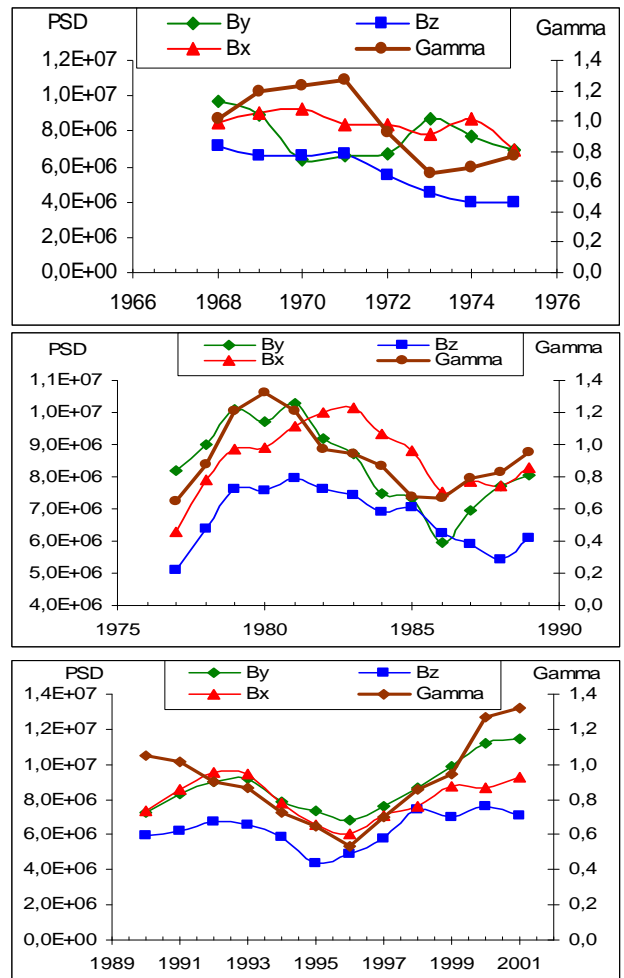 PSD By Bz Gamma
Bx Gamma
1,2E+07 1,4
1,0E+07 1,2
8,0E+06 1,0
6,0E+06 0,8
4,0E+06 0,6
2,0E+06 0,4
0,0E+00 0,2
0,0
1966 1968 1970 1972 1974 1976
PSD By Bz Gamma
Bx Gamma
1,1E+07 1,4
1,0E+07 1,2
9,0E+06 1,0
8,0E+06 0,8
7,0E+06 0,6
6,0E+06 0,4
5,0E+06 0,2
4,0E+06 0,0
1975 1980 1985 1990
PSD By Bz Gamma
Bx Gamma
1,4E+07 1,4
1,2E+07 1,2
1,0E+07 1,0
8,0E+06 0,8
6,0E+06 0,6
4,0E+06 0,4
2,0E+06 0,2
0,0E+00 0,0
1989 1991 1993 1995 1997 1999 2001